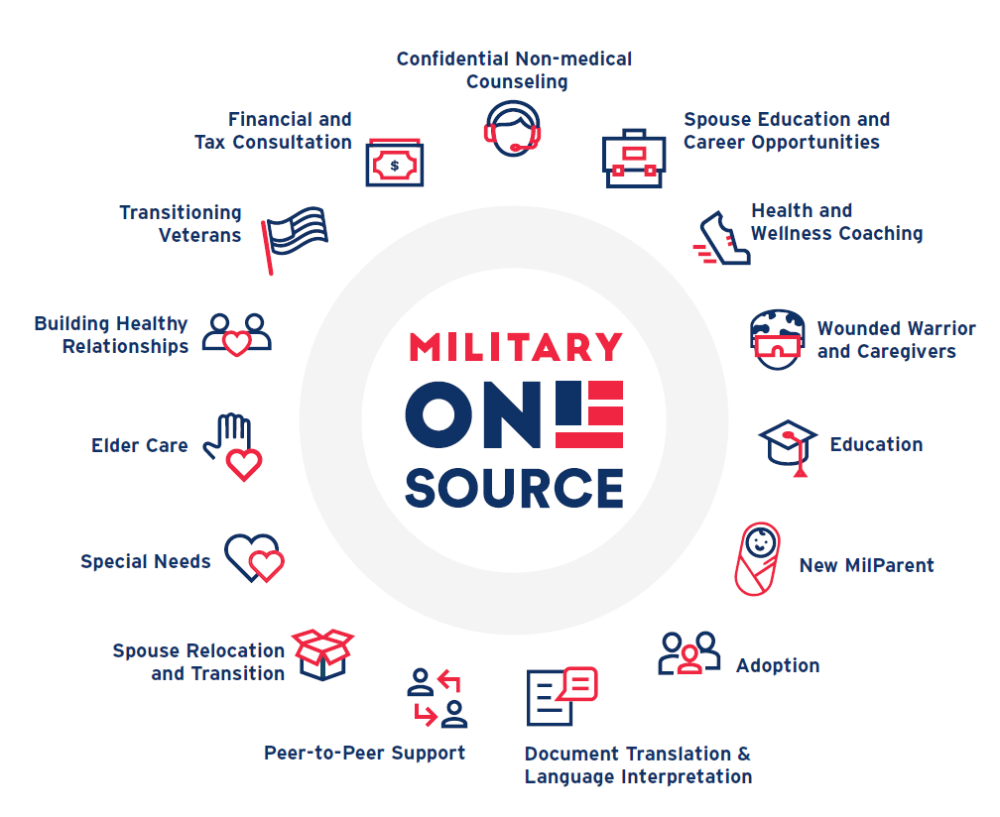 Confidential Non-medical
Counseling
Financial and
Tax Consultation
$
Spouse Education and
Career Opportunities
Transitioning
Veterans
Health and
Wellness Coaching
Building Healthy
Relationships
Wounded Warrior
and Caregivers
MILITARY
ONE
SOURCE
Elder Care
Education
Special Needs
New MilParent
Spouse Relocation
and Transition
Adoption
Peer-to-Peer Support
Document Translation &
Language Interpretation